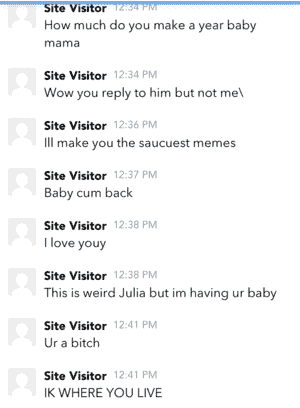 Site Visitor 12:34 PM
How much do you make a year baby
mama
Site Visitor 12:34 PM
Wow you reply to him but not me\
Site Visitor 12:36 PM
Ill make you the saucuest memes
Site Visitor 12:37 PM
Baby cum back
Site Visitor 12:38 PM
I love youy
Site Visitor 12:38 PM
This is weird Julia but im having ur baby
Site Visitor 12:41 PM
Ur a bitch
Site Visitor 12:41 PM
IK WHERE YOU LIVE